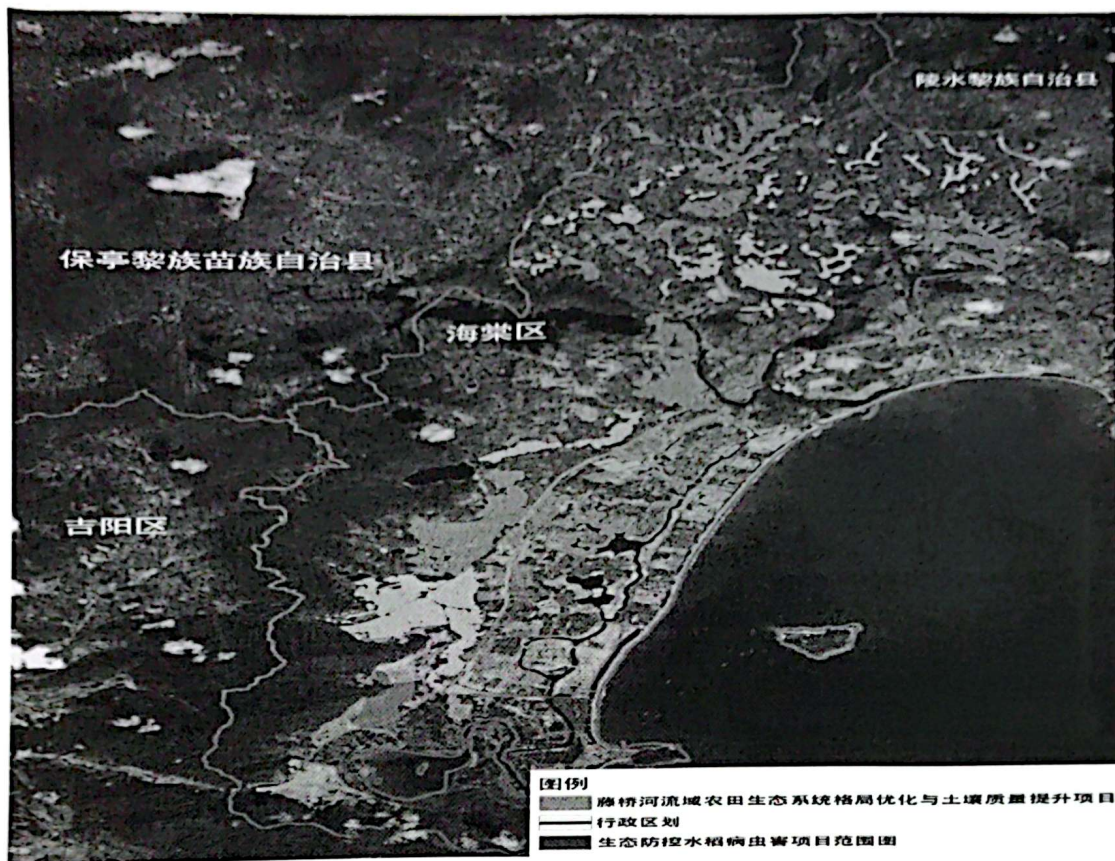 陵水黎族自治县
保亭黎族苗族自治县
海棠区
吉阳区
图例
藤桥河流域农田生态系统格局优化与土壤质量提升项目
行政区划
生态防控水稻病虫害项目范围图